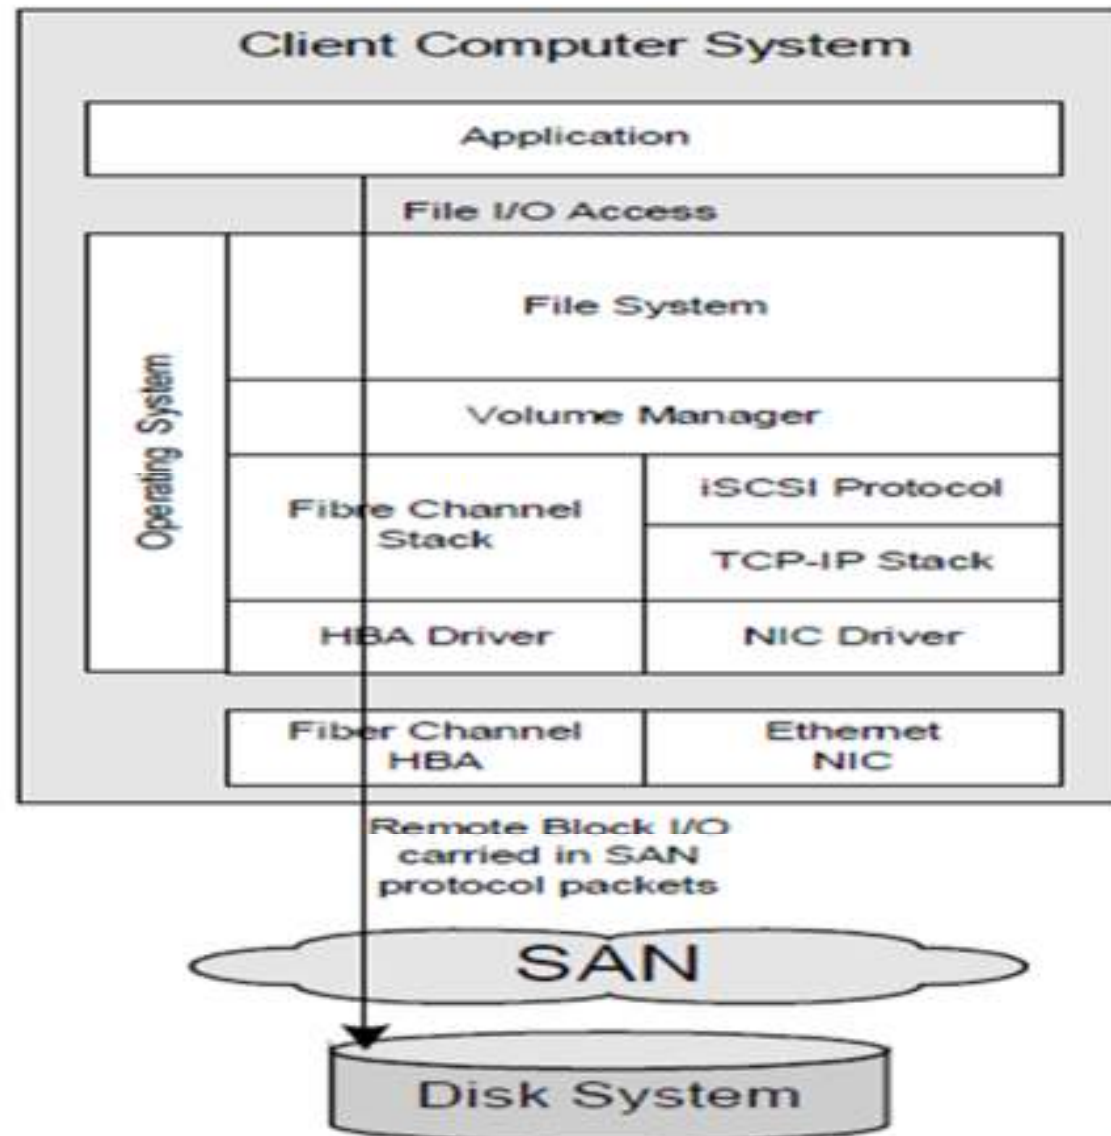 Client Computer System
Application
File I/O Access
Operating System
File System
Volume Manager
Fibre Channel
Stack
iSCSI Protocol
TCP-IP Stack
HBA Driver
NIC Driver
Fiber Channel
HBA
Ethernet
NIC
Remote Block I/O
carried in SAN
protocol packets
SAN
Disk System